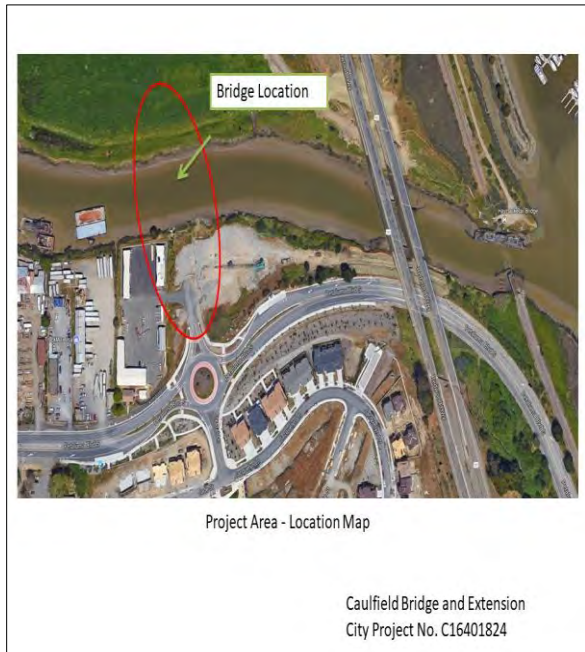 Bridge Location
Project Area - Location Map
Caulfield Bridge and Extension
City Project No. C16401824